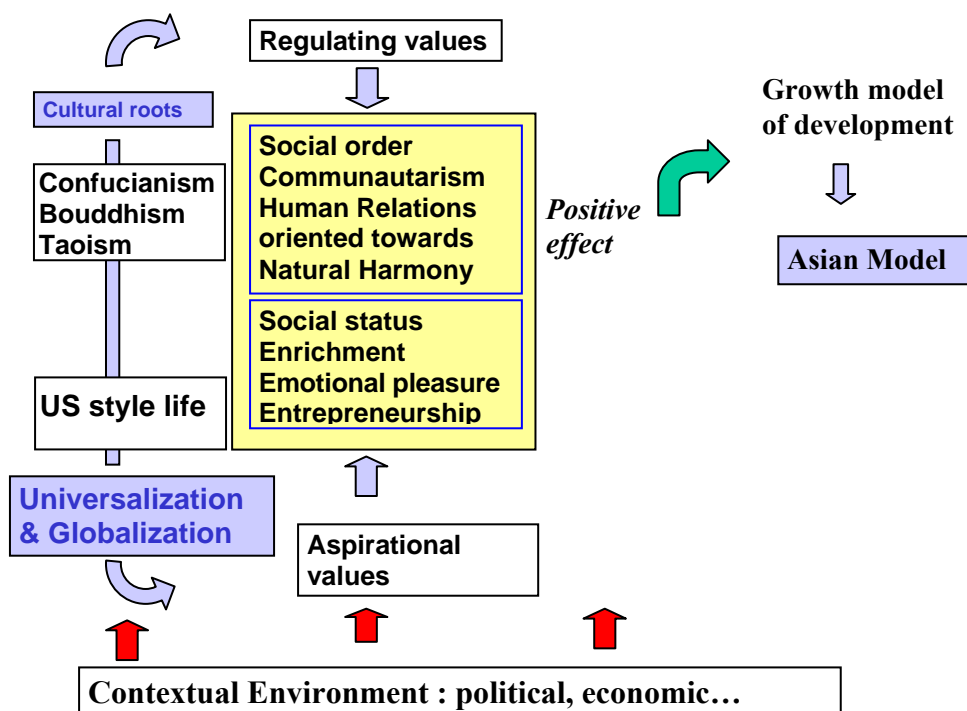 Regulating values
Cultural roots
Confucianism
Bouddhism
Taoism
US style life
Universalization
& Globalization
Social order
Communautarism
Human Relations
oriented towards
Natural Harmony
Social status
Enrichment
Emotional pleasure
Entrepreneurship
Aspirational
values
Positive
effect
Growth model
of development
Asian Model
Contextual Environment : political, economic…